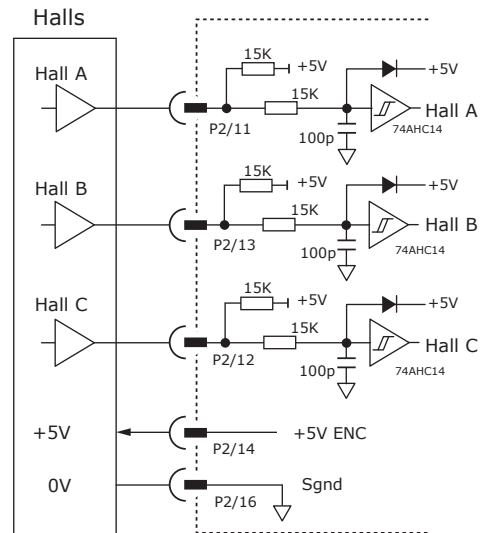 Halls
Hall A
15K
+5V
15K
+5V
Hall A
P2/11
100p
74AHC14
Hall B
15K
+5V
15K
+5V
Hall B
P2/13
100p
74AHC14
Hall C
15K
+5V
15K
+5V
Hall C
P2/12
100p
74AHC14
+5V
+5V ENC
P2/14
0V
Sgnd
P2/16